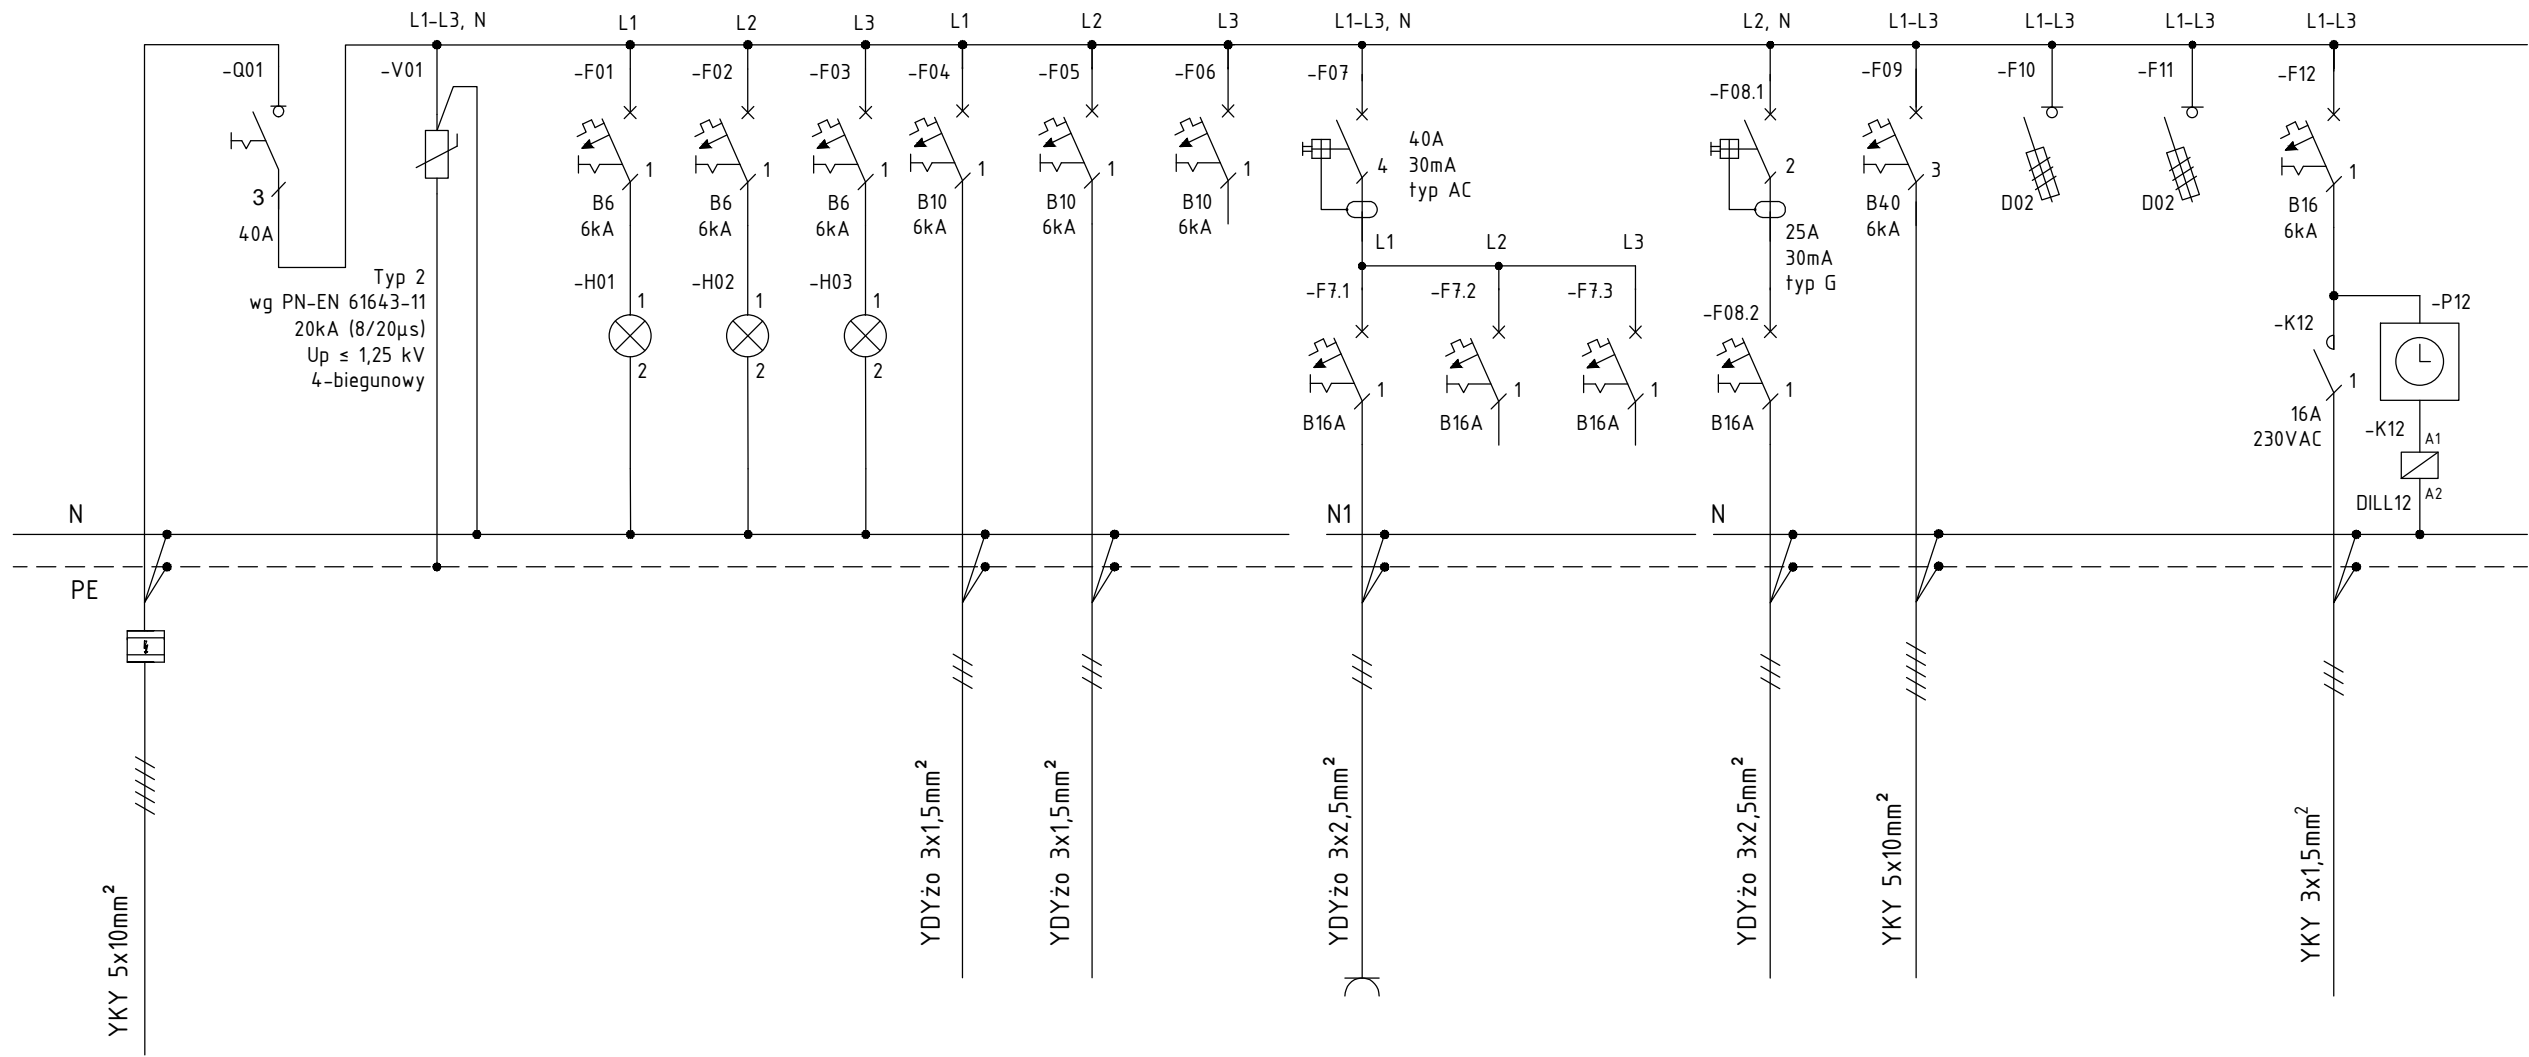 L1-L3, N
L1
L2
L3
L1
L2
L3
L1-L3, N
L2, N
L1-L3
L1-L3
L1-L3
L1-L3
-Q01
-V01
-F01
-F02
-F03
-F04
-F05
-F06
-F07
-F08.1
-F09
-F10
-F11
-F12
3
40A
Typ 2
wg PN-EN 61643-11
20kA (8/20µs)
Up ≤ 1,25 kV
4-biegunowy
1
B6
6kA
1
B6
6kA
1
B6
6kA
1
B10
6kA
1
B10
6kA
1
B10
6kA
4
40A
30mA
typ AC
2
25A
30mA
typ G
3
B40
6kA
D02
D02
1
B16
6kA
-H01
1
2
-H02
1
2
-H03
1
2
L1
L2
L3
-F7.1
-F7.2
-F7.3
1
B16A
1
B16A
1
B16A
-F08.2
1
B16A
-P12
-K12
1
16A
230VAC
-K12
A1
A2
DILL12
N
N1
N
PE
YKY 5x10mm²
YDYżo 3x1,5mm²
YDYżo 3x1,5mm²
YDYżo 3x2,5mm²
YDYżo 3x2,5mm²
YKY 5x10mm²
YKY 3x1,5mm²